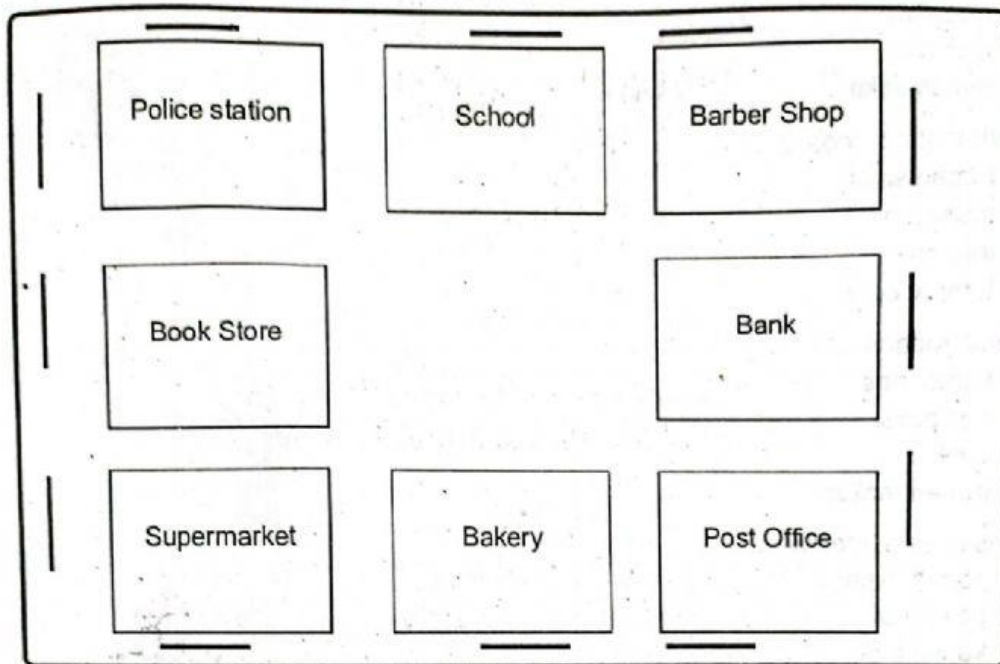 Police station
School
Barber Shop
Book Store
Bank
Supermarket
Bakery
Post Office